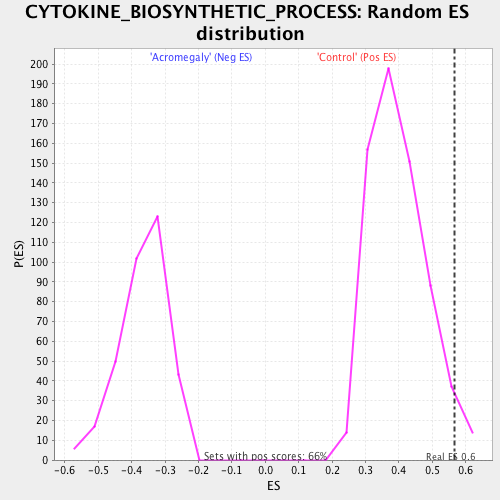 CYTOKINE_BIOSYNTHETIC_PROCESS: Random ES
distribution
'Acromegaly' (Neg ES) 'Control' (Pos ES)
200
190
180
170
160
150
140
130
120
110
100
90
80
70
60
50
40
30
20
10
0
P(ES)
Sets with pos scores: 66%
Real ES 0.6
-0.6 -0.5 -0.4 -0.3 -0.2 -0.1 0.0 0.1 0.2 0.3 0.4 0.5 0.6
ES